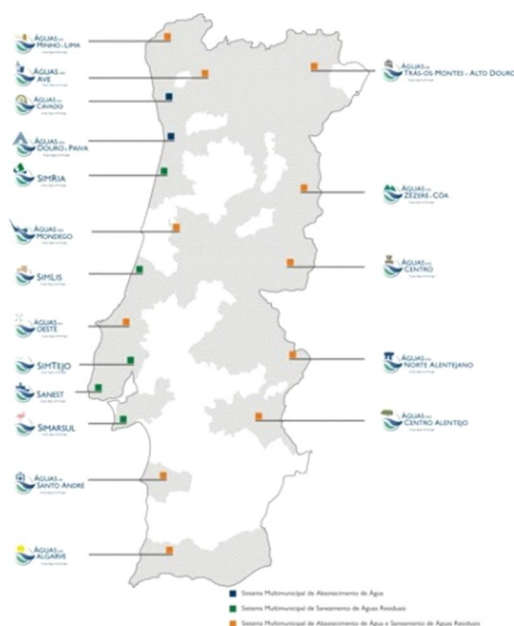 ÁGUAS DO
MINHO E LIMA
ÁGUAS DO
AVE
ÁGUAS DO
CÁVADO
ÁGUAS DO
DOURO E PAIVA
SIMRIA
ÁGUAS DO
MONDEGO
SIMLIS
ÁGUAS DO
OESTE
SIMTEJO
SANEST
SIMARSUL
ÁGUAS DE
SANTO ANDRÉ
ÁGUAS DO
ALGARVE
ÁGUAS DE
TRÁS-OS-MONTES E ALTO DOURO
ÁGUAS DO
ZÊZERE E CÔA
ÁGUAS DO
CENTRO
ÁGUAS DO
NORTE ALENTEJANO
ÁGUAS DO
CENTRO ALENTEJO
Sistema Multimunicipal de Abastecimento de Água
Sistema Multimunicipal de Saneamento de Águas Residuais
Sistema Multimunicipal de Abastecimento de Água e Saneamento de Águas Residuais